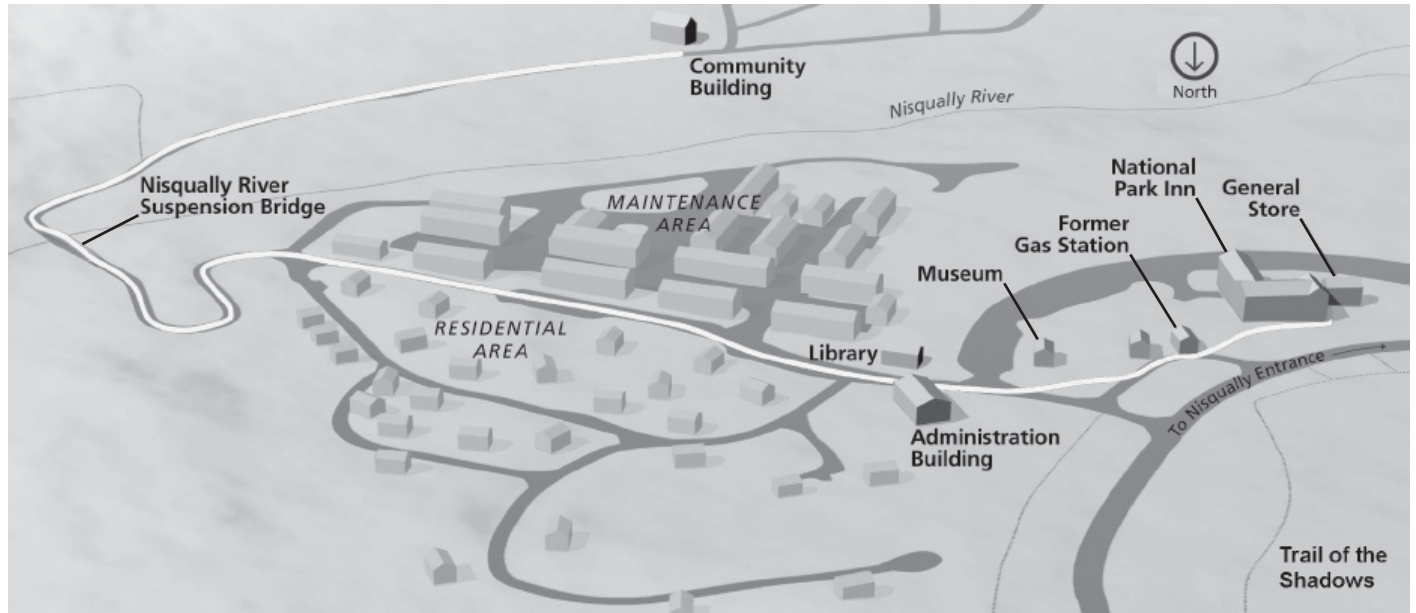 Community
Building
North
Nisqually River
Nisqually River
Suspension Bridge
MAINTENANCE
AREA
National
Park Inn
General
Store
Former
Gas Station
Museum
RESIDENTIAL
AREA
Library
To Nisqually Entrance
Administration
Building
Trail of the
Shadows